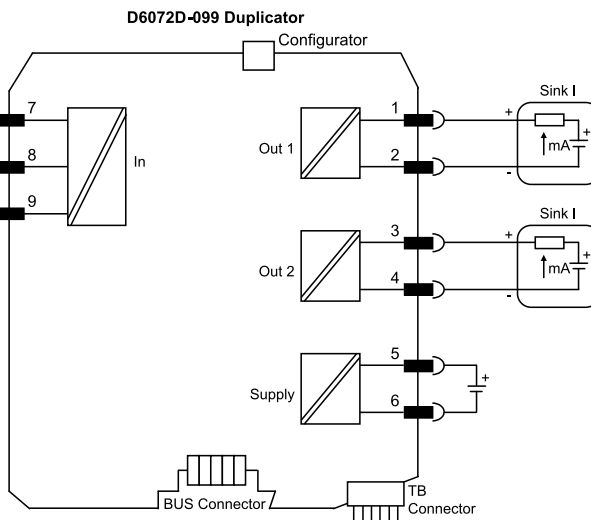 D6072D-099 Duplicator
Configurator
7
8
9
In
Out 1
1
2
+
-
Sink I
mA
+
Out 2
3
4
+
-
Sink I
mA
+
Supply
5
6
+
BUS Connector
TB
Connector